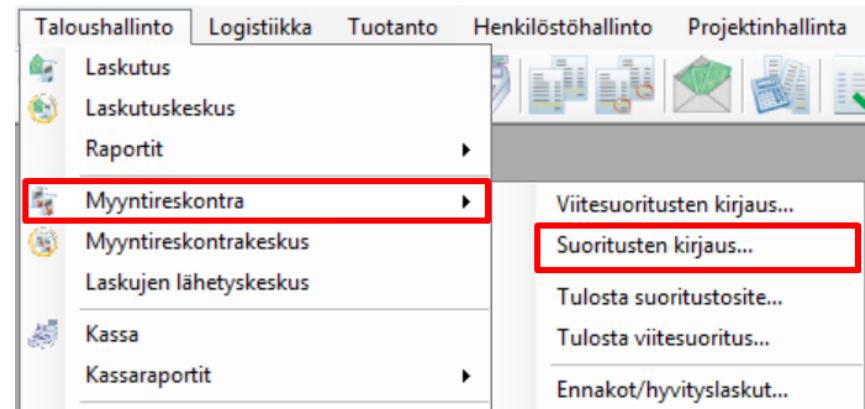 Taloushallinto Logistiikka Tuotanto Henkilöstöhallinto Projektinhallinta
Laskutus
Laskutuskeskus
Raportit
Myyntireskontra
Myyntireskontrakeskus
Laskujen lähetyskeskus
Kassa
Kassaraportit
Viitesuoritusten kirjaus...
Suoritusten kirjaus...
Tulosta suoritustosite...
Tulosta viitesuoritus...
Ennakot/hyvityslaskut...